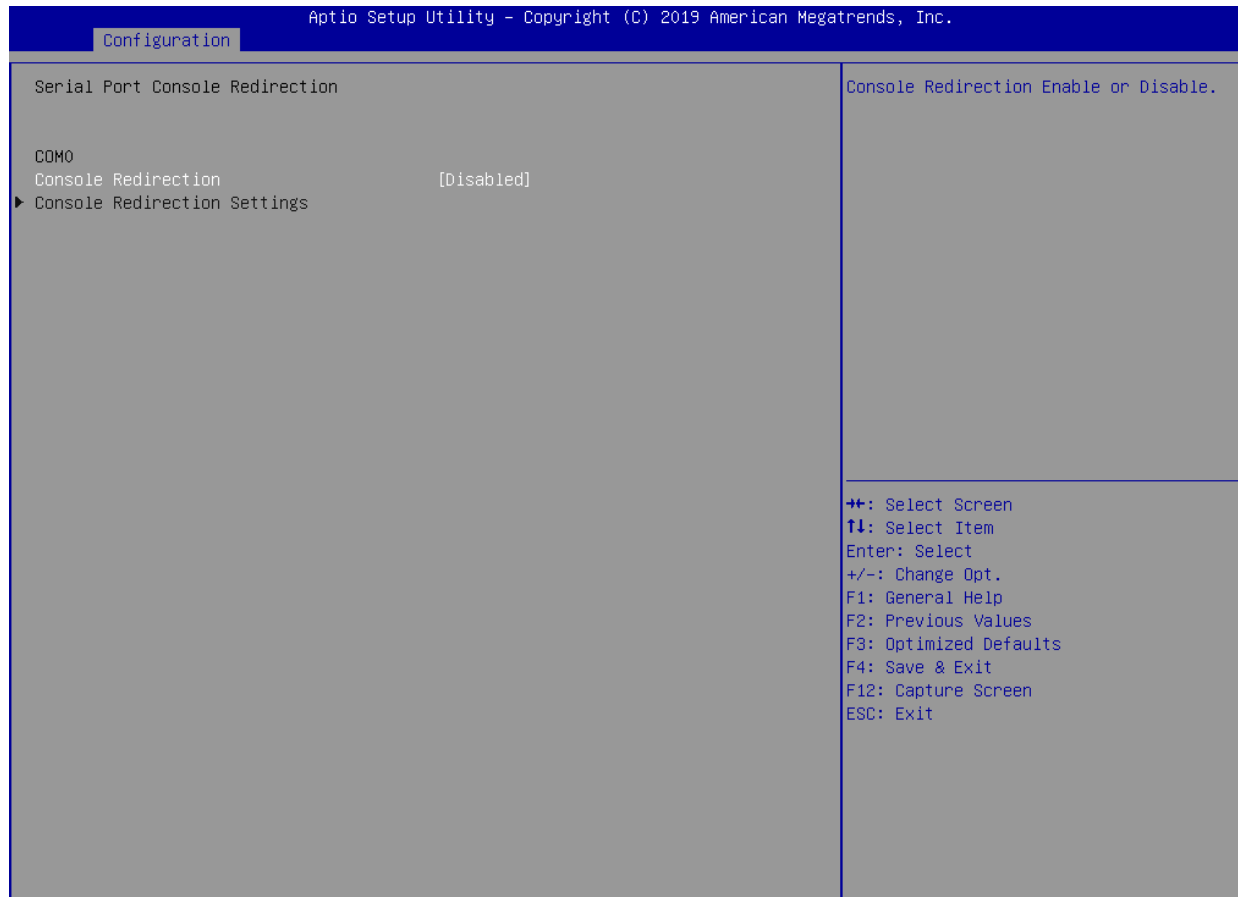 Aptio Setup Utility – Copyright (C) 2019 American Megatrends, Inc.
Configuration
Serial Port Console Redirection
COM0
Console Redirection [Disabled]
▶ Console Redirection Settings
Console Redirection Enable or Disable.
→←: Select Screen
↑↓: Select Item
Enter: Select
+/-: Change Opt.
F1: General Help
F2: Previous Values
F3: Optimized Defaults
F4: Save & Exit
F12: Capture Screen
ESC: Exit